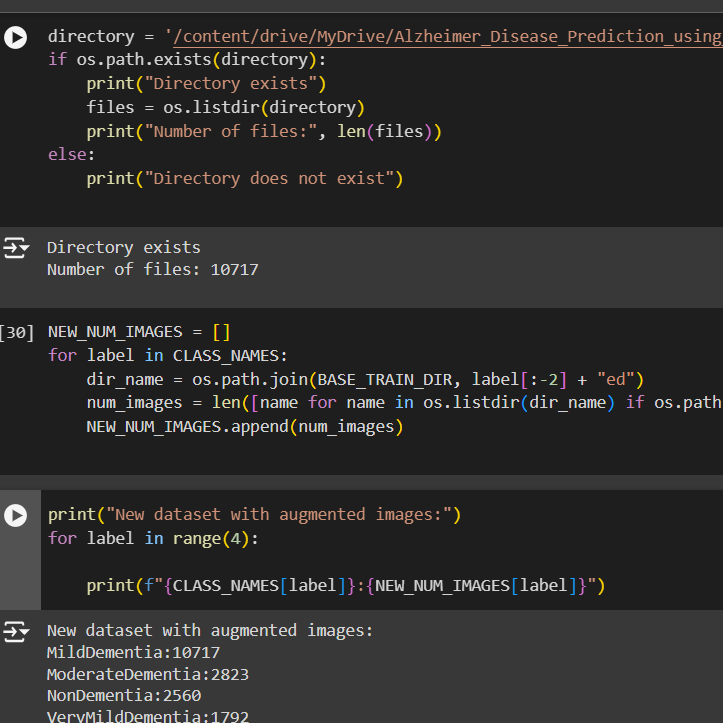 directory = '/content/drive/MyDrive/Alzheimer_Disease_Prediction_using_
if os.path.exists(directory):
    print("Directory exists")
    files = os.listdir(directory)
    print("Number of files:", len(files))
else:
    print("Directory does not exist")
Directory exists
Number of files: 10717
[30] NEW_NUM_IMAGES = []
for label in CLASS_NAMES:
    dir_name = os.path.join(BASE_TRAIN_DIR, label[:-2] + "ed")
    num_images = len([name for name in os.listdir(dir_name) if os.path
    NEW_NUM_IMAGES.append(num_images)
print("New dataset with augmented images:")
for label in range(4):
    print(f"{CLASS_NAMES[label]}:{NEW_NUM_IMAGES[label]}")
New dataset with augmented images:
MildDementia:10717
ModerateDementia:2823
NonDementia:2560
VeryMildDementia:1792